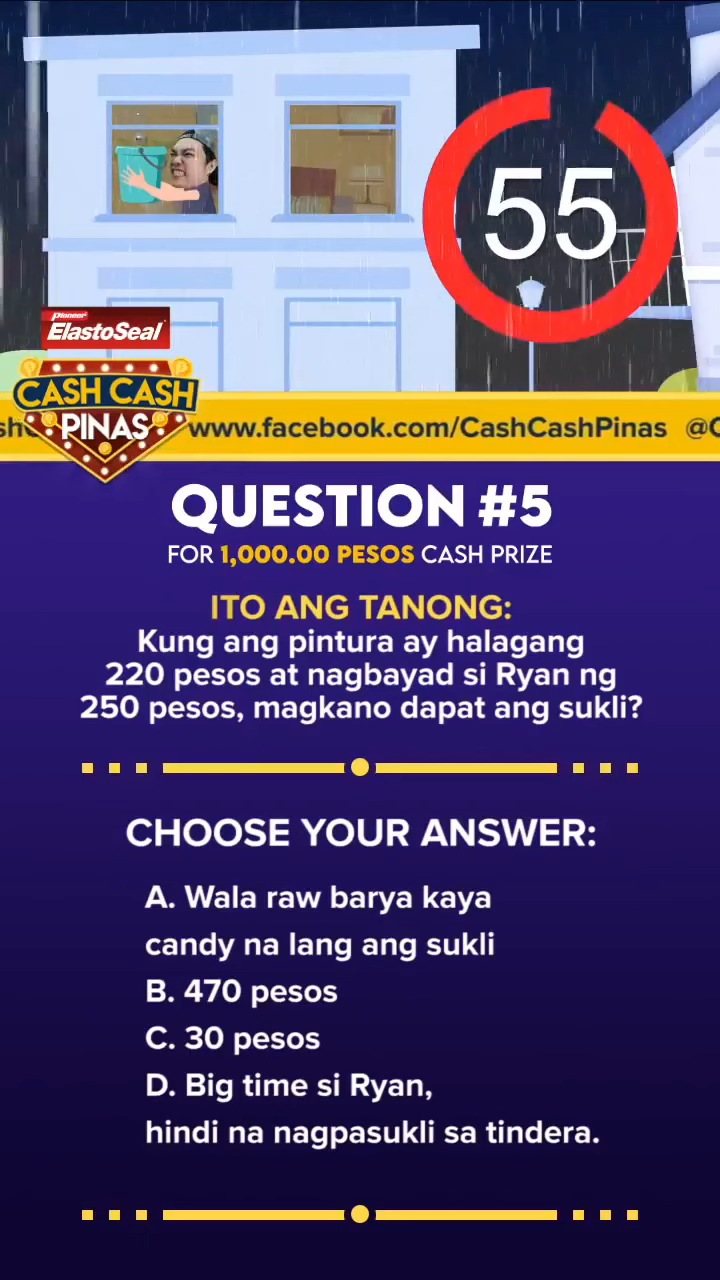 55
Pioneer
ElastoSeal
CASH CASH
PINAS
www.facebook.com/CashCashPinas
QUESTION #5
FOR 1,000.00 PESOS CASH PRIZE
ITO ANG TANONG:
Kung ang pintura ay halagang
220 pesos at nagbayad si Ryan ng
250 pesos, magkano dapat ang sukli?
CHOOSE YOUR ANSWER:
A. Wala raw barya kaya
candy na lang ang sukli
B. 470 pesos
C. 30 pesos
D. Big time si Ryan,
hindi na nagpasukli sa tindera.